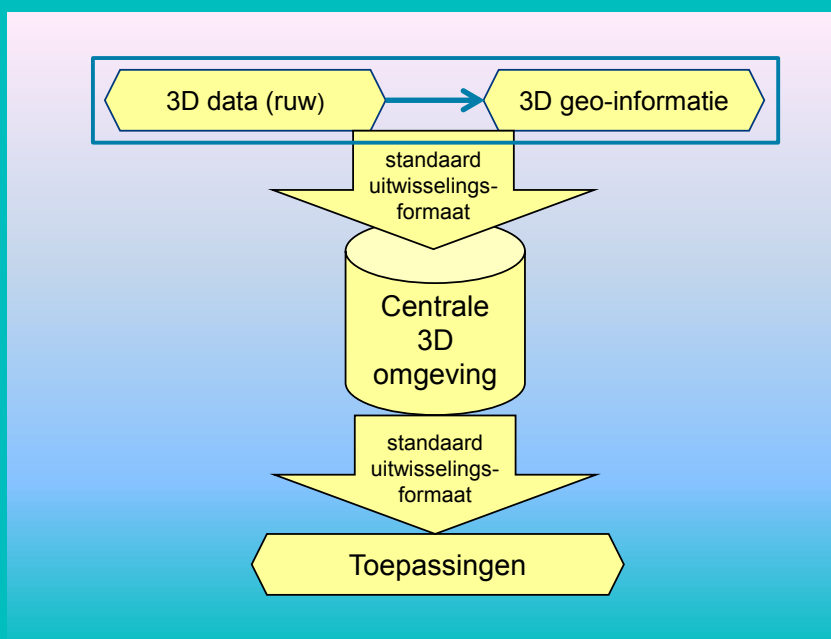 3D data (ruw)
3D geo-informatie
standaard
uitwisselings-
formaat
Centrale
3D
omgeving
standaard
uitwisselings-
formaat
Toepassingen